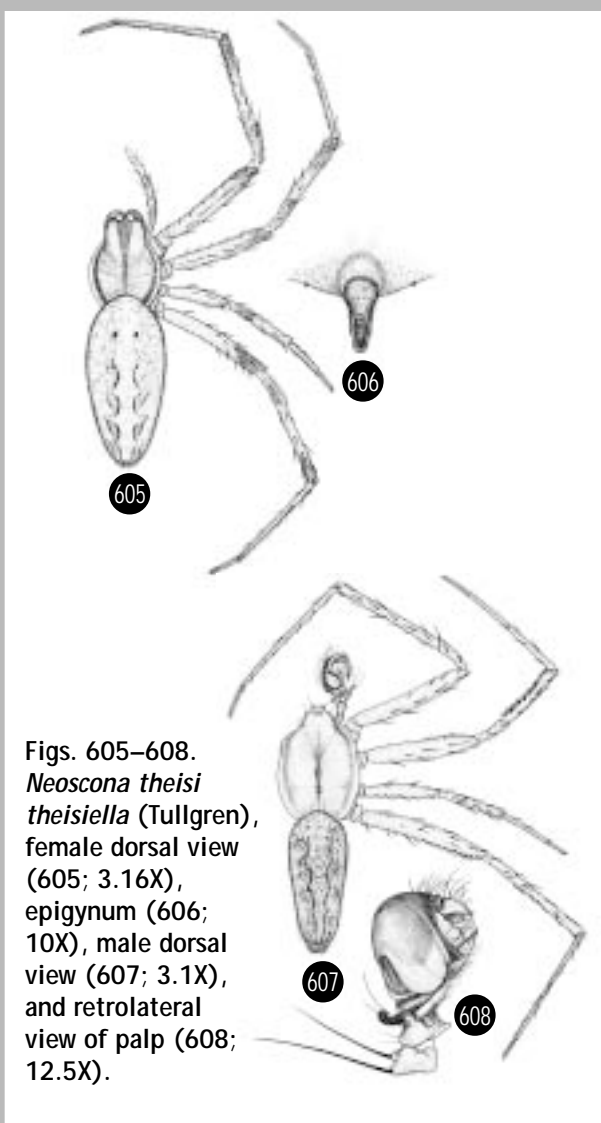 606
605
Figs. 605–608.
Neoscona theisi
theisiella (Tullgren),
female dorsal view
(605; 3.16X),
epigynum (606;
10X), male dorsal
view (607; 3.1X),
and retrolateral
view of palp (608;
12.5X).
607
608